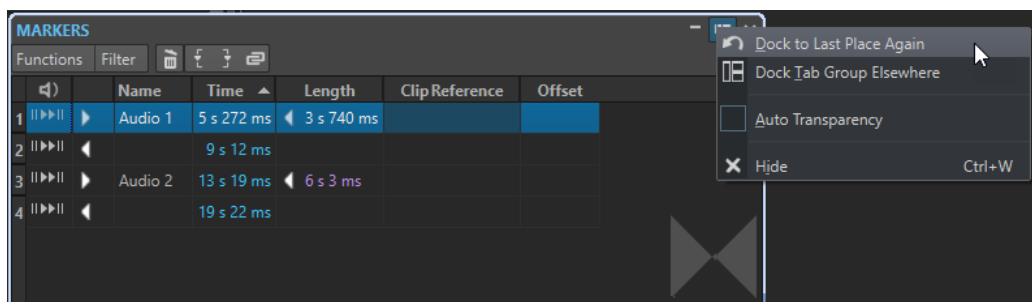 MARKERS
Functions Filter
Name Time Length Clip Reference Offset
1 Audio 1 5 s 272 ms 3 s 740 ms
2 9 s 12 ms
3 Audio 2 13 s 19 ms 6 s 3 ms
4 19 s 22 ms
Dock to Last Place Again
Dock Tab Group Elsewhere
Auto Transparency
Hide Ctrl+W